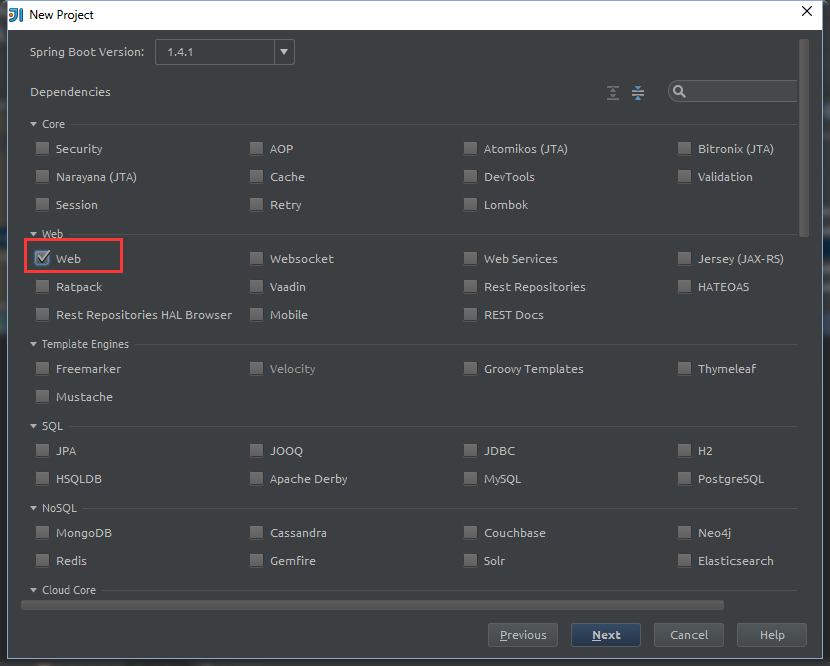 New Project
Spring Boot Version: 1.4.1
Dependencies
Core
Security AOP Atomikos (JTA) Bitronix (JTA)
Narayana (JTA) Cache DevTools Validation
Session Retry Lombok
Web
Web Websocket Web Services Jersey (JAX-RS)
Ratpack Vaadin Rest Repositories HATEOAS
Rest Repositories HAL Browser Mobile REST Docs
Template Engines
Freemarker Velocity Groovy Templates Thymeleaf
Mustache
SQL
JPA JOOQ JDBC H2
HSQLDB Apache Derby MySQL PostgreSQL
NoSQL
MongoDB Cassandra Couchbase Neo4j
Redis Gemfire Solr Elasticsearch
Cloud Core
Previous Next Cancel Help